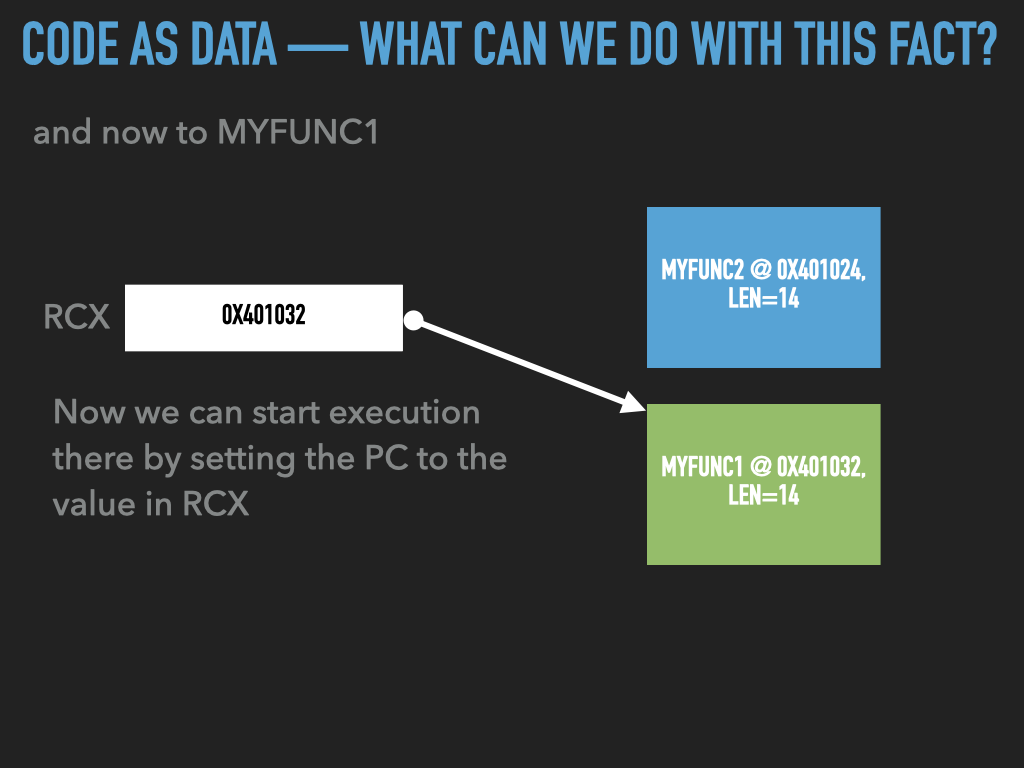 CODE AS DATA — WHAT CAN WE DO WITH THIS FACT?
and now to MYFUNC1
MYFUNC2 @ 0X401024,
LEN=14
RCX
0X401032
Now we can start execution
there by setting the PC to the
value in RCX
MYFUNC1 @ 0X401032,
LEN=14